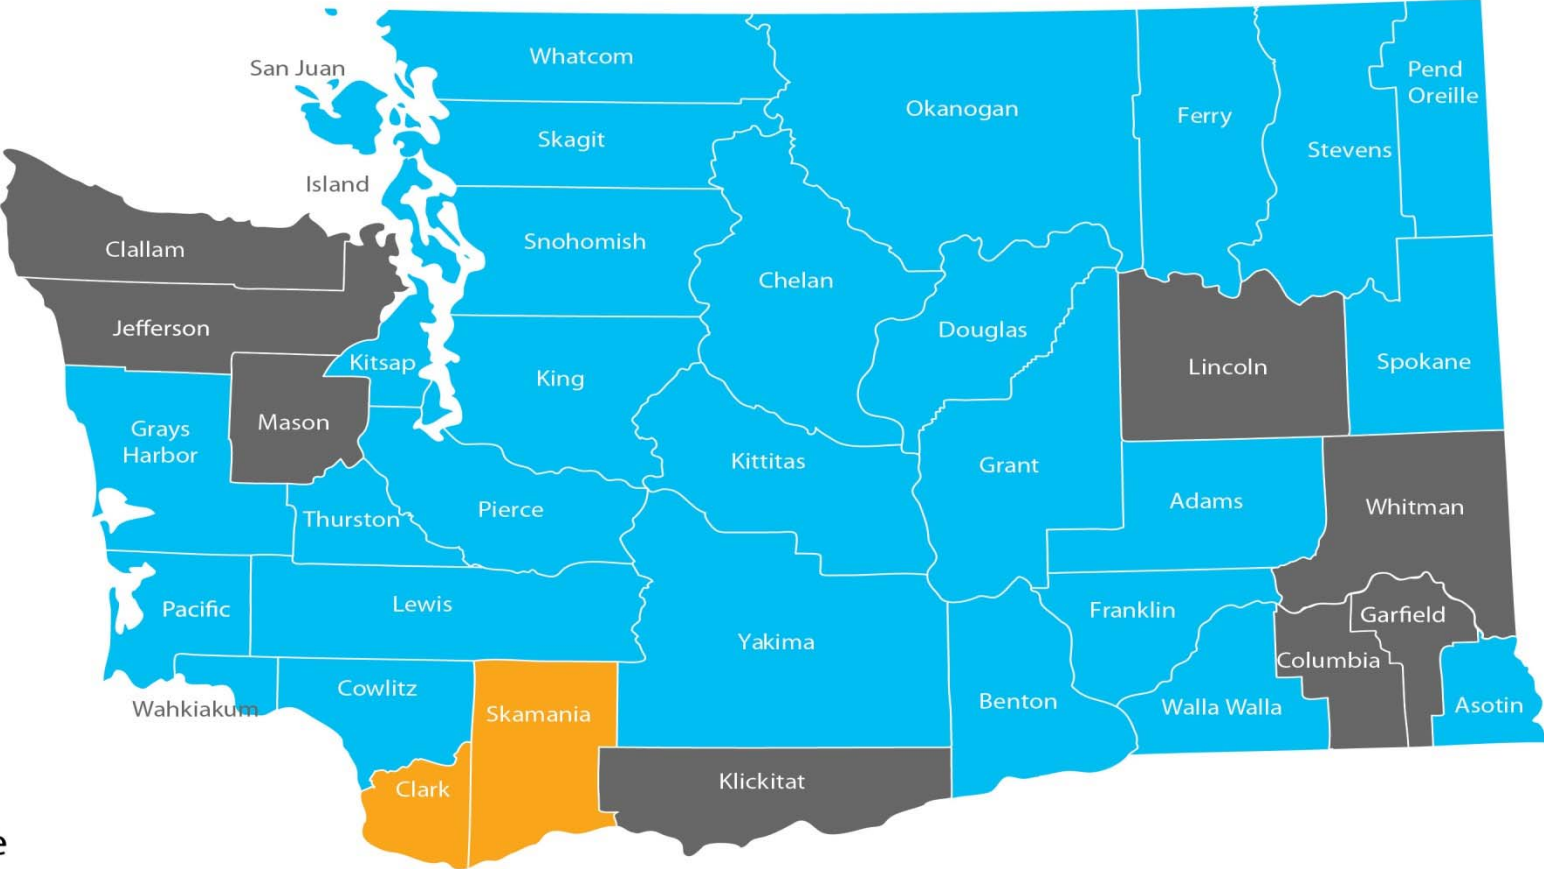 Whatcom
San Juan
Pend
Oreille
Okanogan
Ferry
Skagit
Stevens
Island
Snohomish
Clallam
Chelan
Jefferson
Douglas
Kitsap
Spokane
Lincoln
King
Mason
Grays
Harbor
Kittitas
Grant
Adams
Whitman
Pierce
Thurston
Lewis
Pacific
Franklin
Garfield
Yakima
Columbia
Cowlitz
Benton
Asotin
Walla Walla
Wahkiakum
Skamania
Klickitat
Clark
e